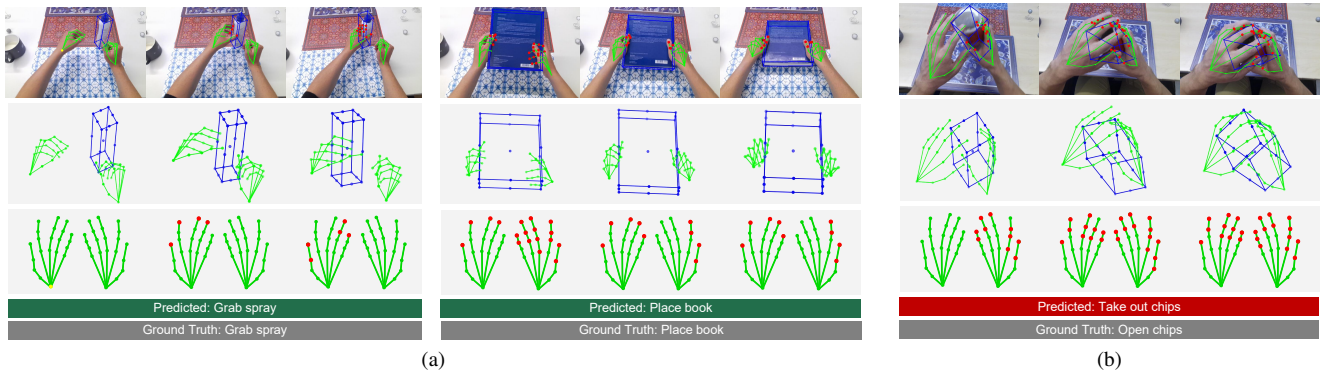 Predicted: Grab spray
Ground Truth: Grab spray
Predicted: Place book
Ground Truth: Place book
(a)
Predicted: Take out chips
Ground Truth: Open chips
(b)